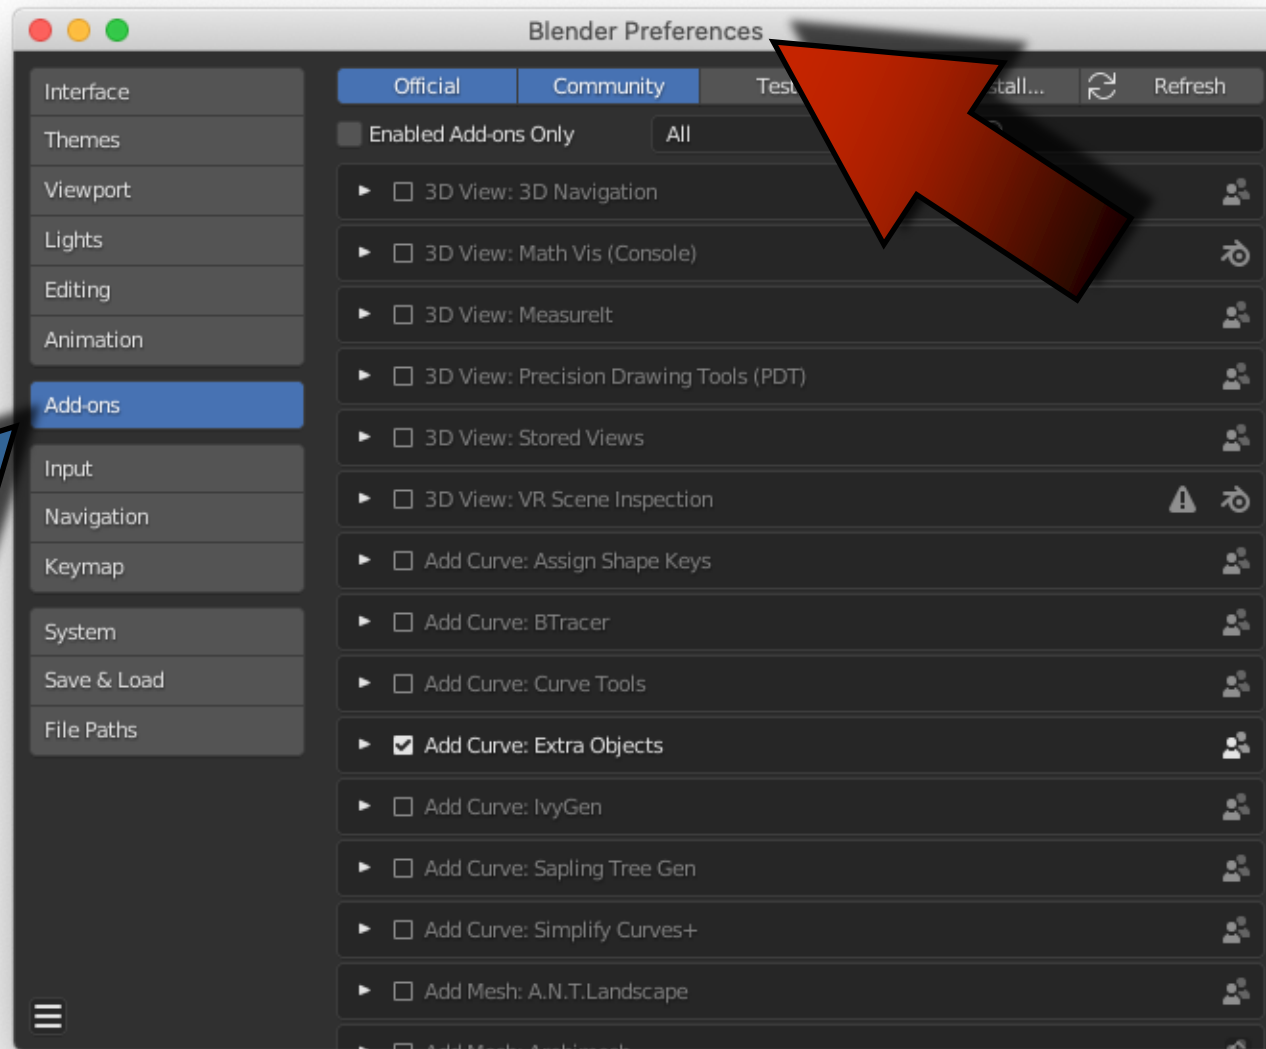 Blender Preferences
Interface
Themes
Viewport
Lights
Editing
Animation
Add-ons
Input
Navigation
Keymap
System
Save & Load
File Paths
Official Community Refresh
Enabled Add-ons Only All
3D View: 3D Navigation
3D View: Math Vis (Console)
3D View: MeasureIt
3D View: Precision Drawing Tools (PDT)
3D View: Stored Views
3D View: VR Scene Inspection
Add Curve: Assign Shape Keys
Add Curve: BTracer
Add Curve: Curve Tools
Add Curve: Extra Objects
Add Curve: IvyGen
Add Curve: Sapling Tree Gen
Add Curve: Simplify Curves+
Add Mesh: A.N.T.Landscape